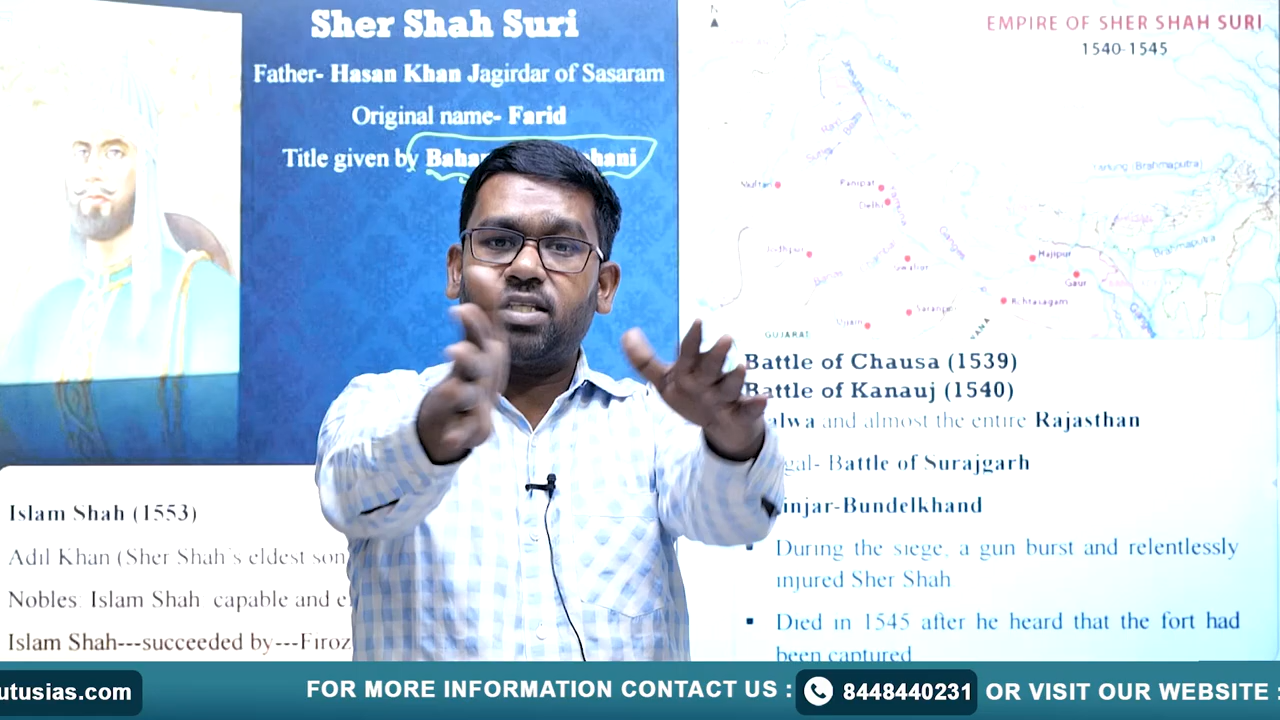 Sher Shah Suri
Father- Hasan Khan Jagirdar of Sasaram
Original name- Farid
Title given by
EMPIRE OF SHER SHAH SURI
1540-1545
N
Multan
Panipat
Delhi
Jodhpur
Gwalior
Hajipur
Gaur
Rohtasgarh
Sarangpur
Ujjain
GUJARAT
Brahmaputra
Battle of Chausa (1539)
Battle of Kanauj (1540)
and almost the entire Rajasthan
Battle of Surajgarh
Bundelkhand
During the siege, a gun burst and relentlessly
injured Sher Shah
Died in 1545 after he heard that the fort had
been captured
Islam Shah (1553)
Adil Khan (Sher Shah's eldest son
Nobles: Islam Shah capable and
Islam Shah---succeeded by---Firoz
utusias.com
FOR MORE INFORMATION CONTACT US : 8448440231 OR VISIT OUR WEBSITE :